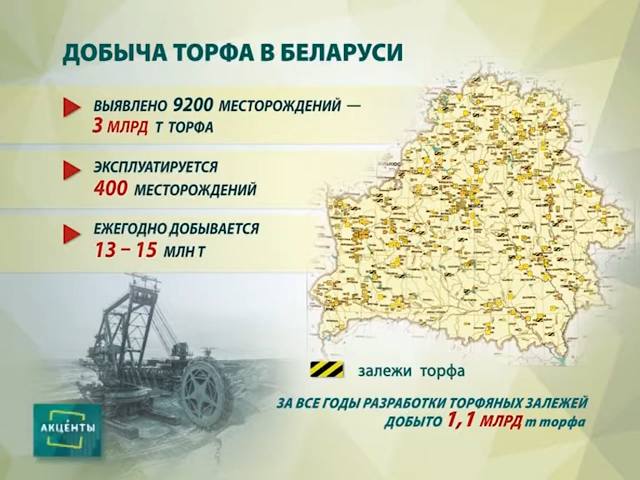 ДОБЫЧА ТОРФА В БЕЛАРУСИ
ВЫЯВЛЕНО 9200 МЕСТОРОЖДЕНИЙ —
3 МЛРД Т ТОРФА
ЭКСПЛУАТИРУЕТСЯ
400 МЕСТОРОЖДЕНИЙ
ЕЖЕГОДНО ДОБЫВАЕТСЯ
13 – 15 МЛН Т
залежи торфа
ЗА ВСЕ ГОДЫ РАЗРАБОТКИ ТОРФЯНЫХ ЗАЛЕЖЕЙ
ДОБЫТО 1,1 МЛРД т торфа
АКЦЕНТЫ